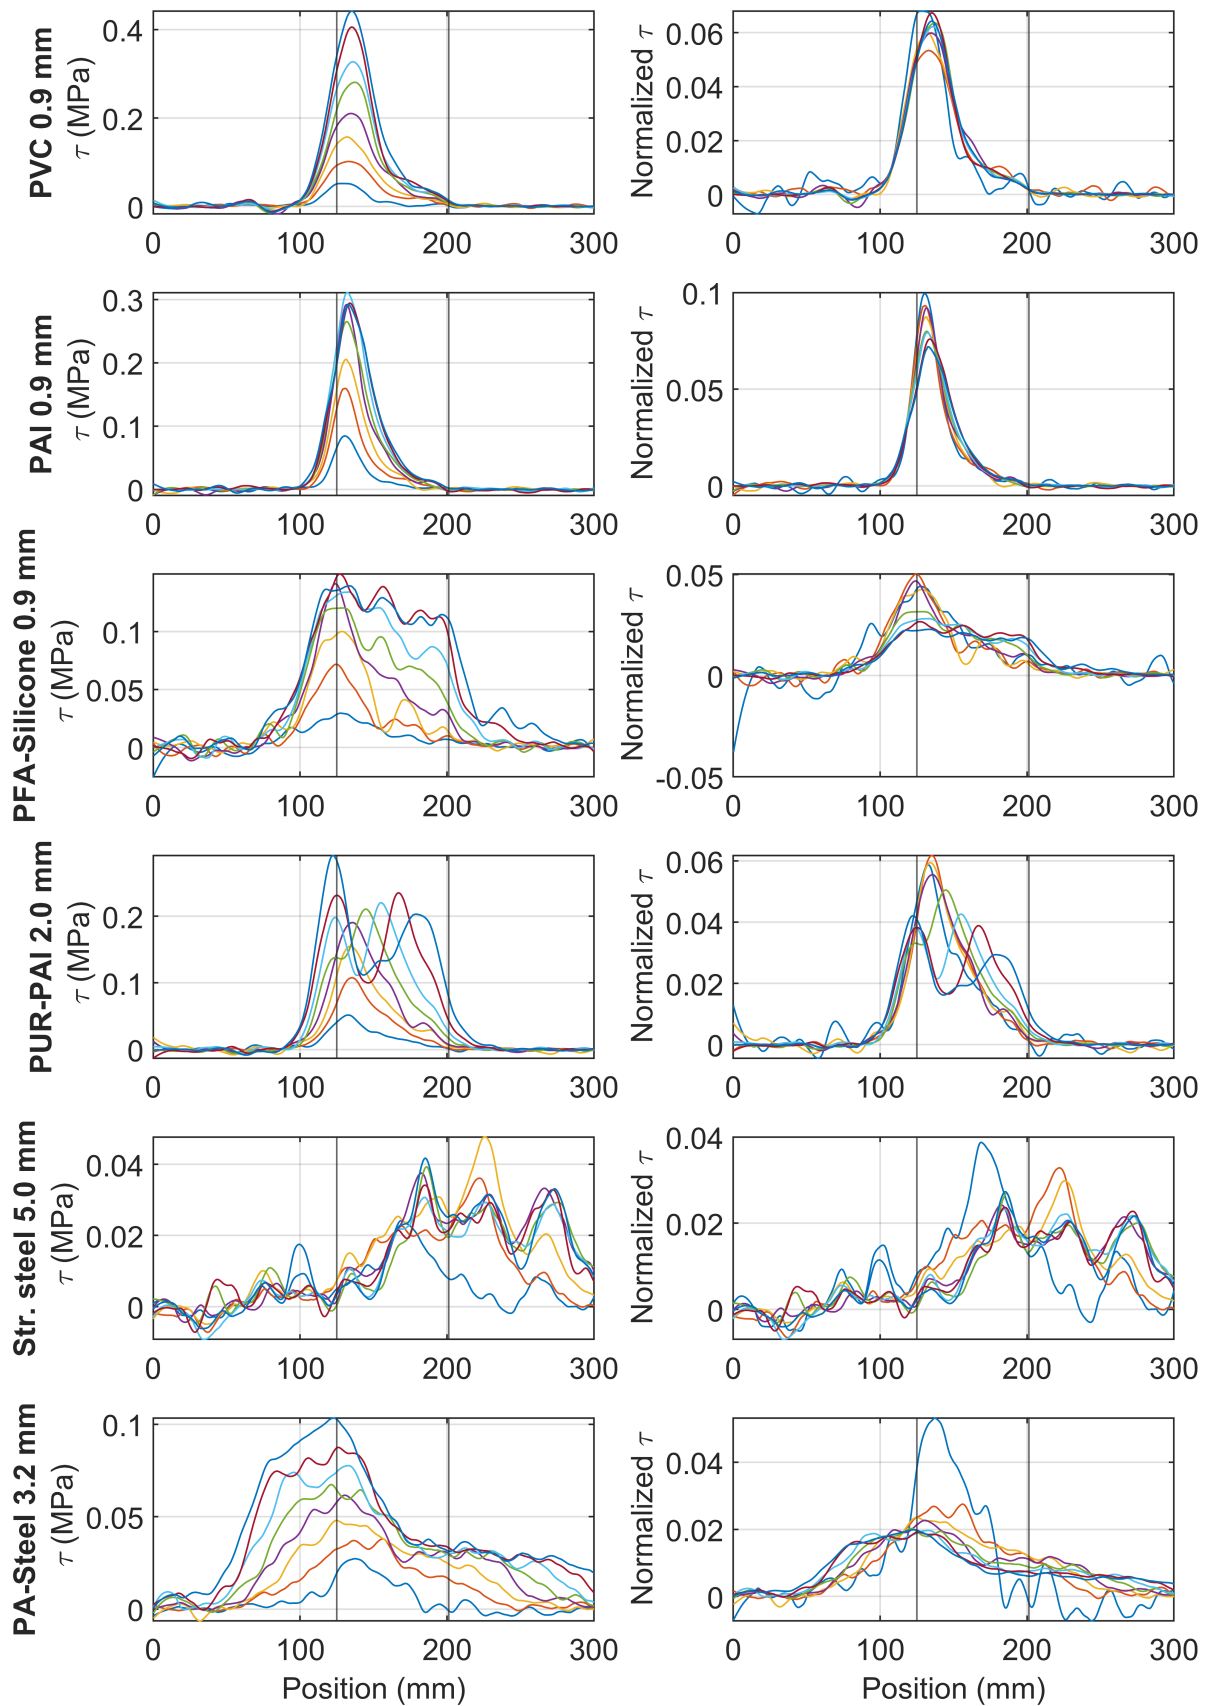 PVC 0.9 mm
τ (MPa)
0.4
0.2
0
0 100 200 300
Normalized τ
0.06
0.04
0.02
0
0 100 200 300
PAI 0.9 mm
τ (MPa)
0.3
0.2
0.1
0
0 100 200 300
Normalized τ
0.1
0.05
0
0 100 200 300
PFA-Silicone 0.9 mm
τ (MPa)
0.1
0.05
0
0 100 200 300
Normalized τ
0.05
0
-0.05
0 100 200 300
PUR-PAI 2.0 mm
τ (MPa)
0.2
0.1
0
0 100 200 300
Normalized τ
0.06
0.04
0.02
0
0 100 200 300
Str. steel 5.0 mm
τ (MPa)
0.04
0.02
0
0 100 200 300
Normalized τ
0.04
0.02
0
0 100 200 300
PA-Steel 3.2 mm
τ (MPa)
0.1
0.05
0
0 100 200 300
Position (mm)
Normalized τ
0.04
0.02
0
0 100 200 300
Position (mm)